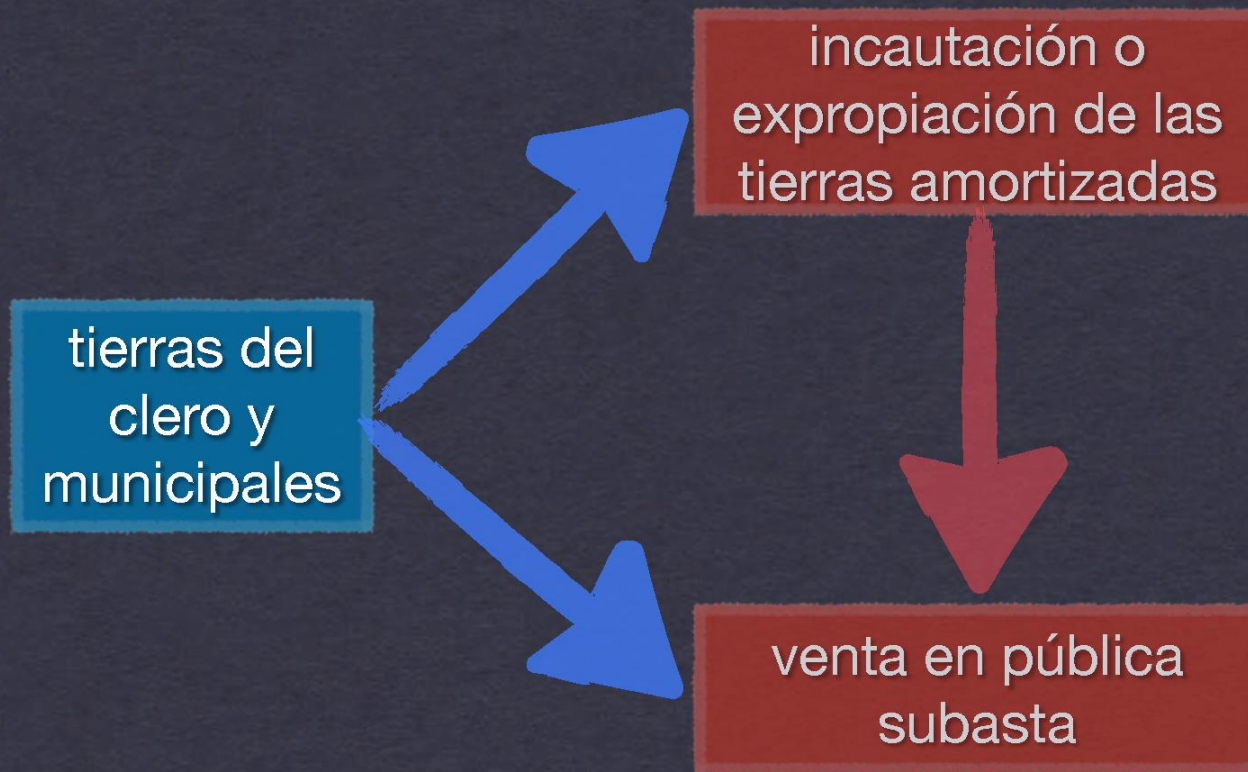 incautación o
expropiación de las
tierras amortizadas
tierras del
clero y
municipales
venta en pública
subasta